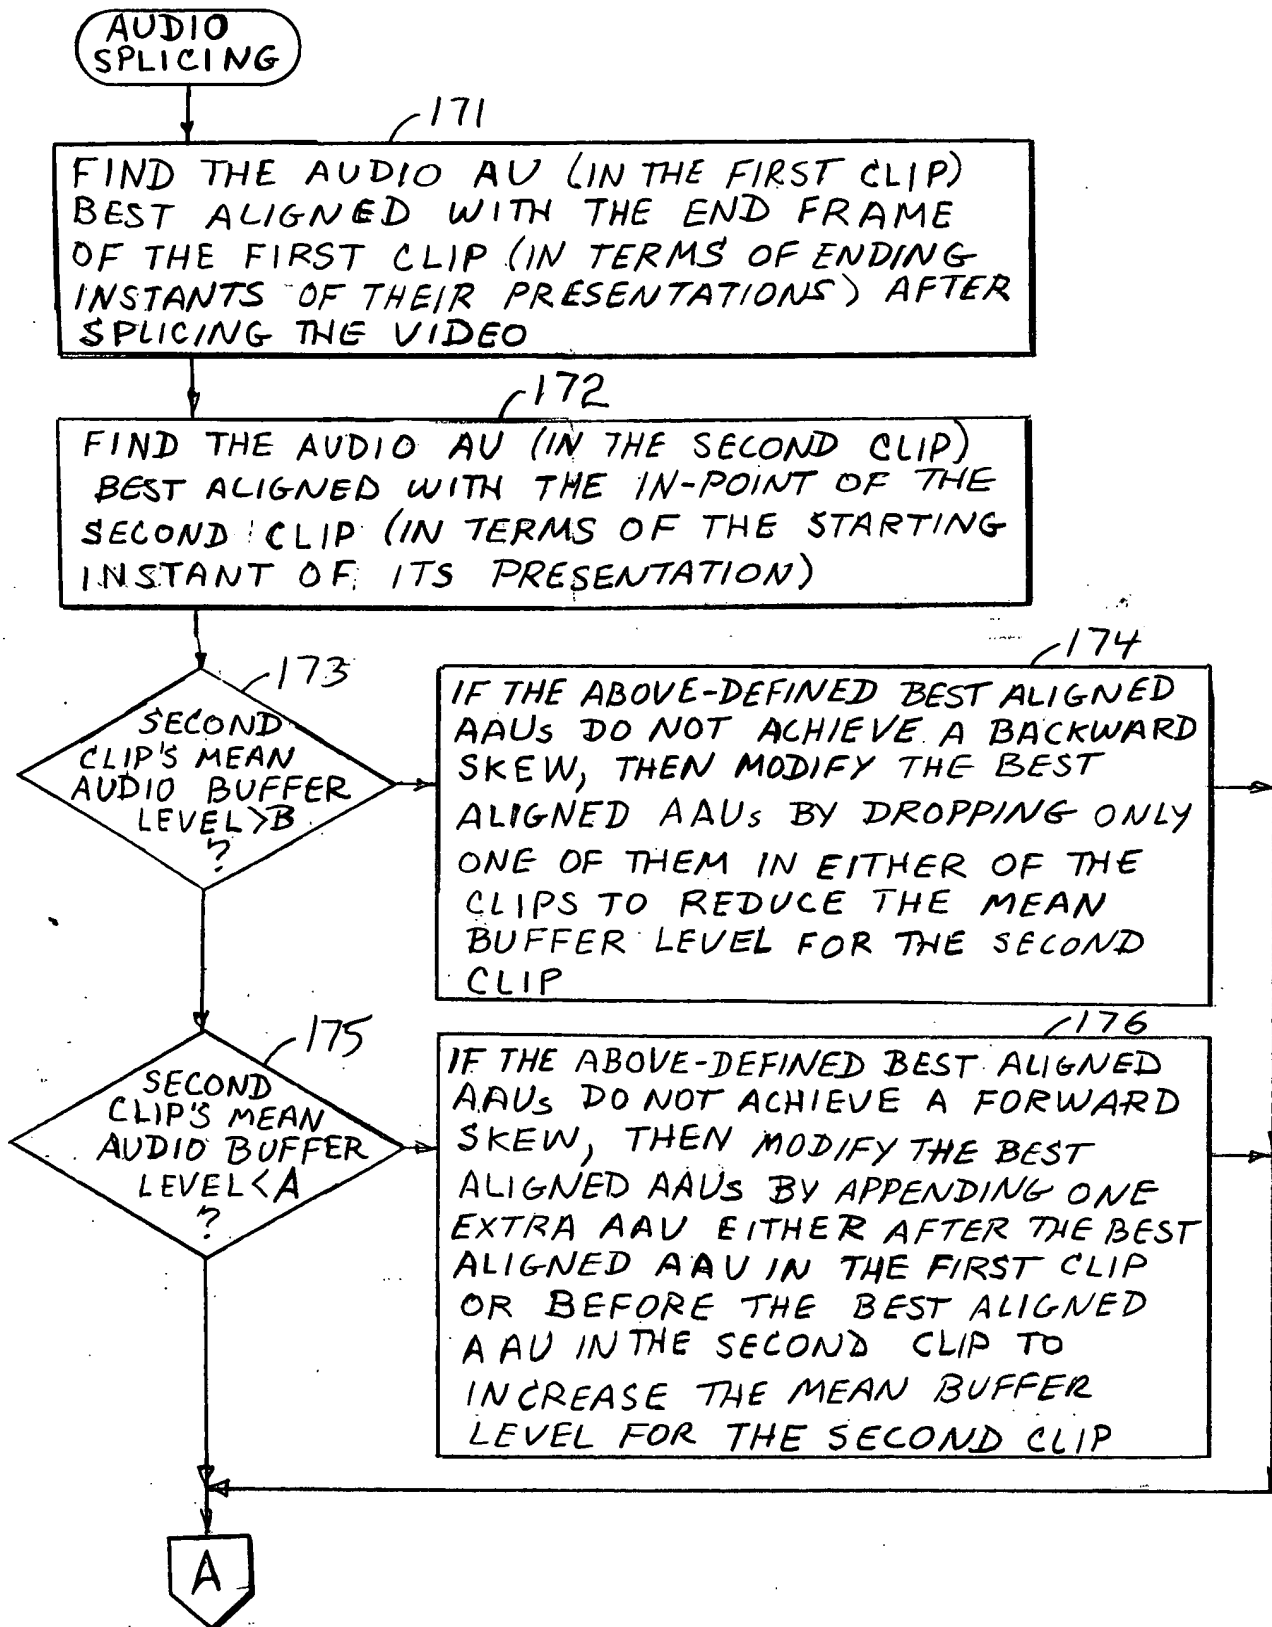 AUDIO
SPLICING
171
FIND THE AUDIO AU (IN THE FIRST CLIP)
BEST ALIGNED WITH THE END FRAME
OF THE FIRST CLIP (IN TERMS OF ENDING
INSTANTS OF THEIR PRESENTATIONS) AFTER
SPLICING THE VIDEO
172
FIND THE AUDIO AU (IN THE SECOND CLIP)
BEST ALIGNED WITH THE IN-POINT OF THE
SECOND CLIP (IN TERMS OF THE STARTING
INSTANT OF ITS PRESENTATION)
173
SECOND
CLIP'S MEAN
AUDIO BUFFER
LEVEL>B
?
174
IF THE ABOVE-DEFINED BEST ALIGNED
AAUs DO NOT ACHIEVE A BACKWARD
SKEW, THEN MODIFY THE BEST
ALIGNED AAUs BY DROPPING ONLY
ONE OF THEM IN EITHER OF THE
CLIPS TO REDUCE THE MEAN
BUFFER LEVEL FOR THE SECOND
CLIP
175
SECOND
CLIP'S MEAN
AUDIO BUFFER
LEVEL<A
?
176
IF THE ABOVE-DEFINED BEST ALIGNED
AAUs DO NOT ACHIEVE A FORWARD
SKEW, THEN MODIFY THE BEST
ALIGNED AAUs BY APPENDING ONE
EXTRA AAU EITHER AFTER THE BEST
ALIGNED AAU IN THE FIRST CLIP
OR BEFORE THE BEST ALIGNED
AAU IN THE SECOND CLIP TO
INCREASE THE MEAN BUFFER
LEVEL FOR THE SECOND CLIP
A